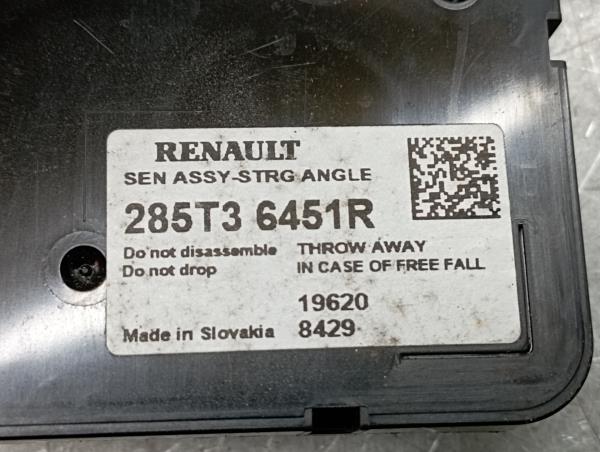 RENAULT
SEN ASSY-STRG ANGLE
285T3 6451R
Do not disassemble THROW AWAY
Do not drop IN CASE OF FREE FALL
19620
Made in Slovakia 8429